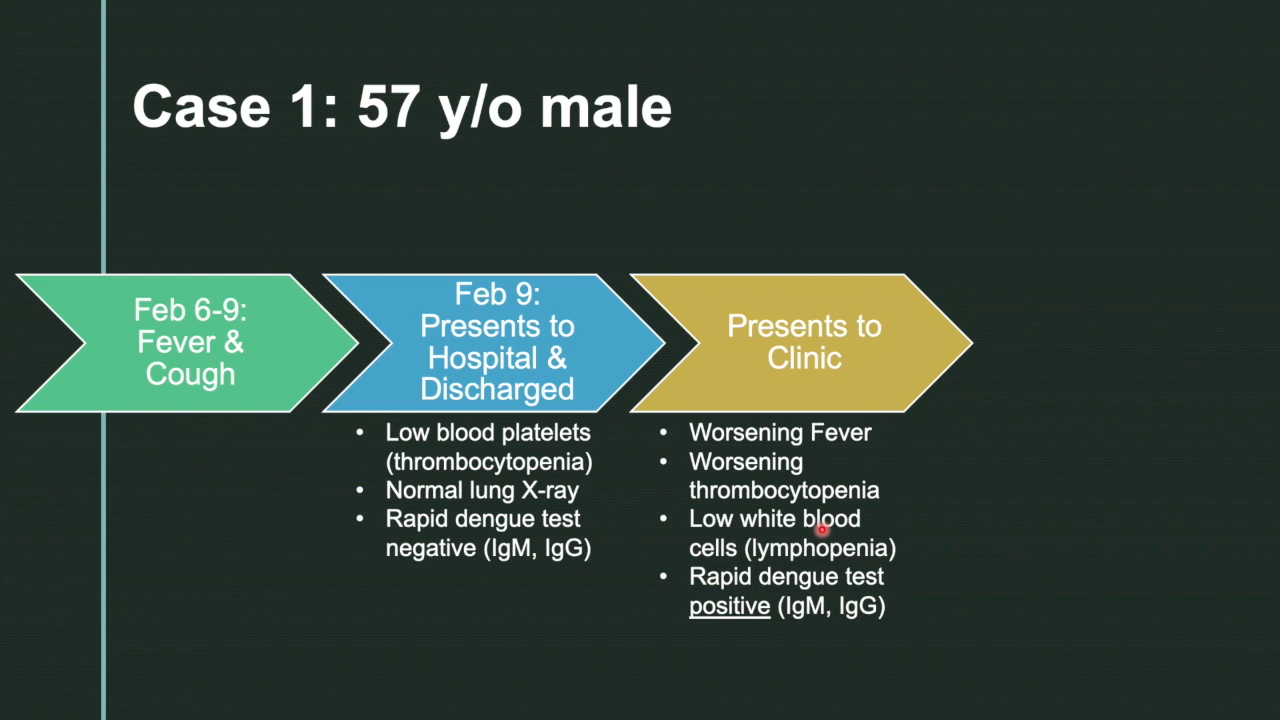 Case 1: 57 y/o male
Feb 6-9:
Fever &
Cough
Feb 9:
Presents to
Hospital &
Discharged
• Low blood platelets
(thrombocytopenia)
• Normal lung X-ray
• Rapid dengue test
negative (IgM, IgG)
Presents to
Clinic
• Worsening Fever
• Worsening
thrombocytopenia
• Low white blood
cells (lymphopenia)
• Rapid dengue test
positive (IgM, IgG)